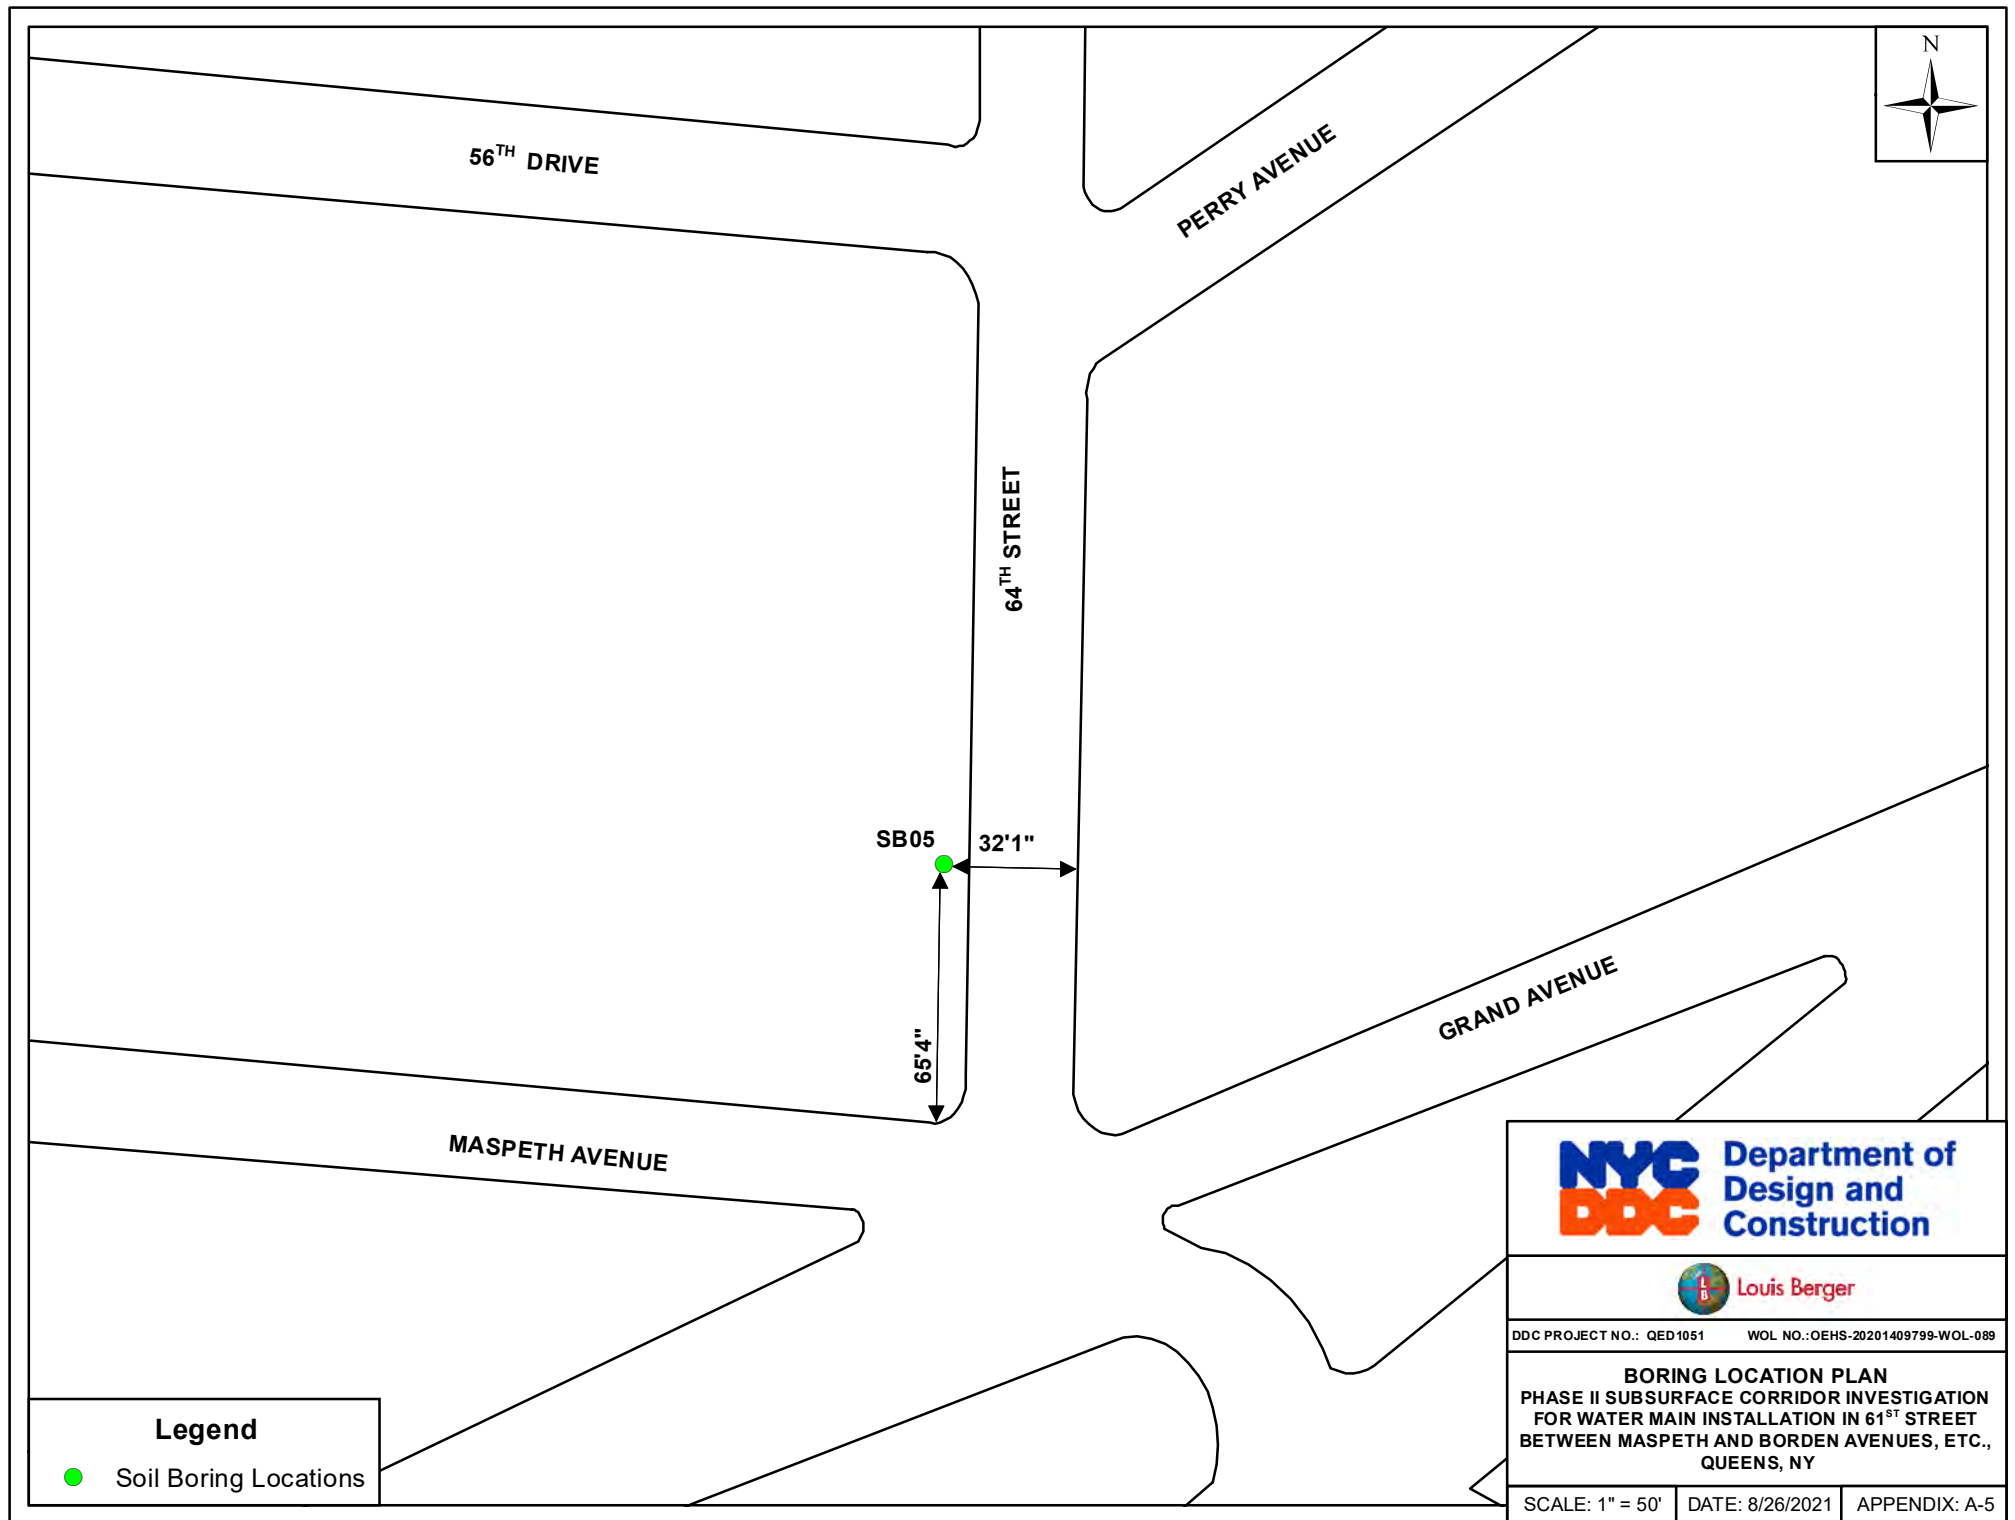 N
56TH DRIVE
PERRY AVENUE
64TH STREET
SB05
32'1"
65'4"
GRAND AVENUE
MASPETH AVENUE
NYC
DDC
Department of
Design and
Construction
LB
Louis Berger
DDC PROJECT NO.: QED1051 WOL NO.:OEHS-20201409799-WOL-089
BORING LOCATION PLAN
PHASE II SUBSURFACE CORRIDOR INVESTIGATION
FOR WATER MAIN INSTALLATION IN 61ST STREET
BETWEEN MASPETH AND BORDEN AVENUES, ETC.,
QUEENS, NY
SCALE: 1" = 50' DATE: 8/26/2021 APPENDIX: A-5
Legend
Soil Boring Locations